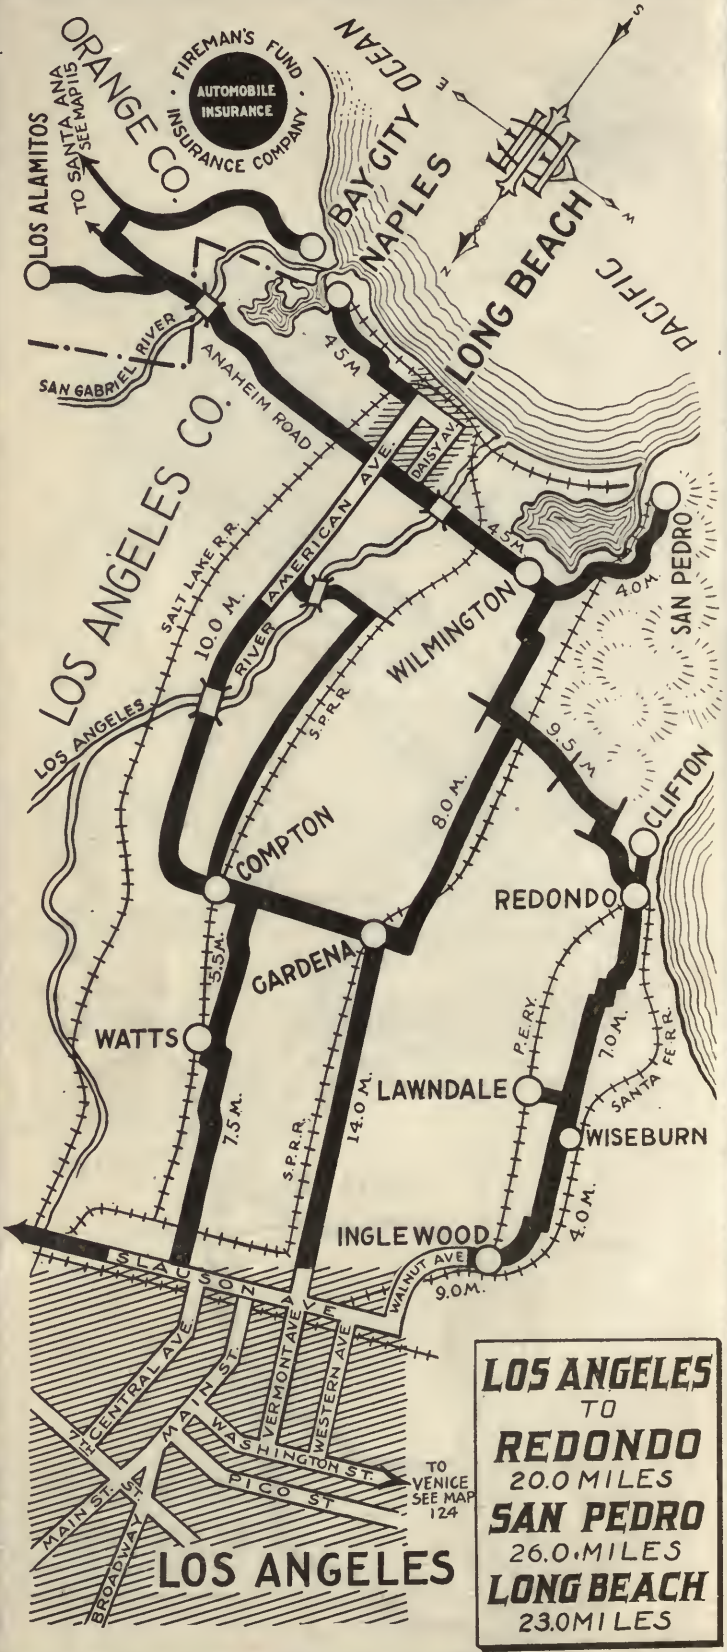 ORANGE CO.
FIREMAN'S FUND
AUTOMOBILE
INSURANCE
INSURANCE COMPANY
TO SANTA ANA
SEE MAP 115
LOS ALAMITOS
PACIFIC OCEAN
S
E
W
N
BAY CITY
NAPLES
LONG BEACH
4.5 M.
SAN GABRIEL RIVER
ANAHEIM ROAD
LOS ANGELES CO.
AMERICAN AVE.
DAISY AV.
SALT LAKE R.R.
10.0 M.
4.5 M.
WILMINGTON
4.0 M.
SAN PEDRO
LOS ANGELES RIVER
S.P.R.R.
9.5 M
8.0 M.
CLIFTON
COMPTON
REDONDO
GARDENA
5.5 M.
WATTS
P.E.RY.
7.0 M.
SANTA FE R.R.
LAWNDALE
WISEBURN
7.5 M.
S.P.R.R.
14.0 M.
4.0 M.
INGLEWOOD
WALNUT AVE
9.0 M.
SLAUSON AVE
CENTRAL AVE.
MAIN ST.
VERMONT AVE
WESTERN AVE
7TH ST
WASHINGTON ST.
PICO ST
TO
VENICE
SEE MAP
124
MAIN ST.
BROADWAY
LOS ANGELES
LOS ANGELES
TO
REDONDO
20.0 MILES
SAN PEDRO
26.0 MILES
LONG BEACH
23.0 MILES